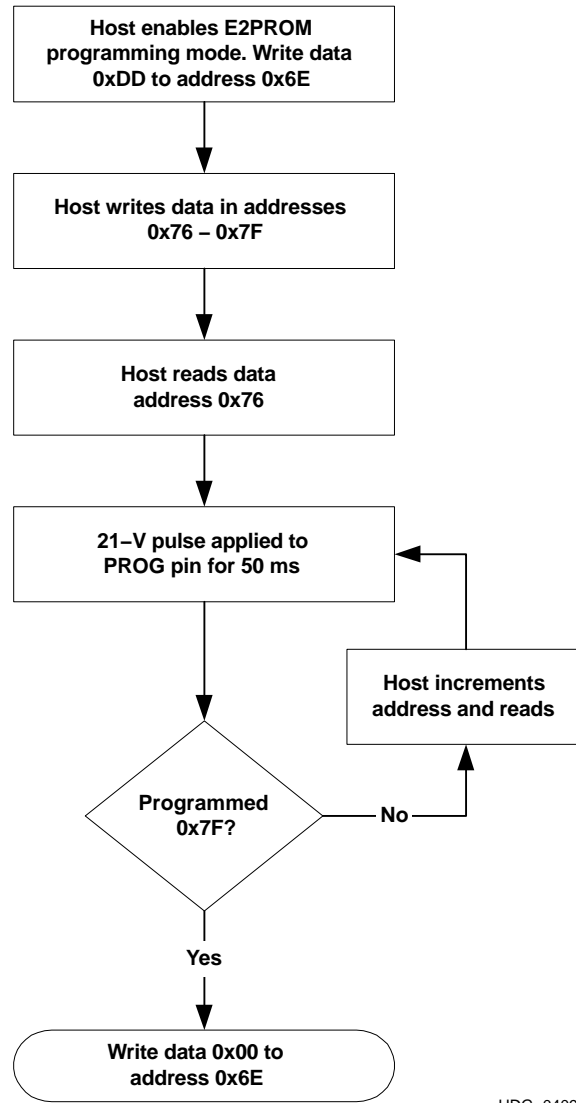 Host enables E2PROM
programming mode. Write data
0xDD to address 0x6E
Host writes data in addresses
0x76 – 0x7F
Host reads data
address 0x76
21–V pulse applied to
PROG pin for 50 ms
Host increments
address and reads
Programmed
0x7F?
No
Yes
Write data 0x00 to
address 0x6E